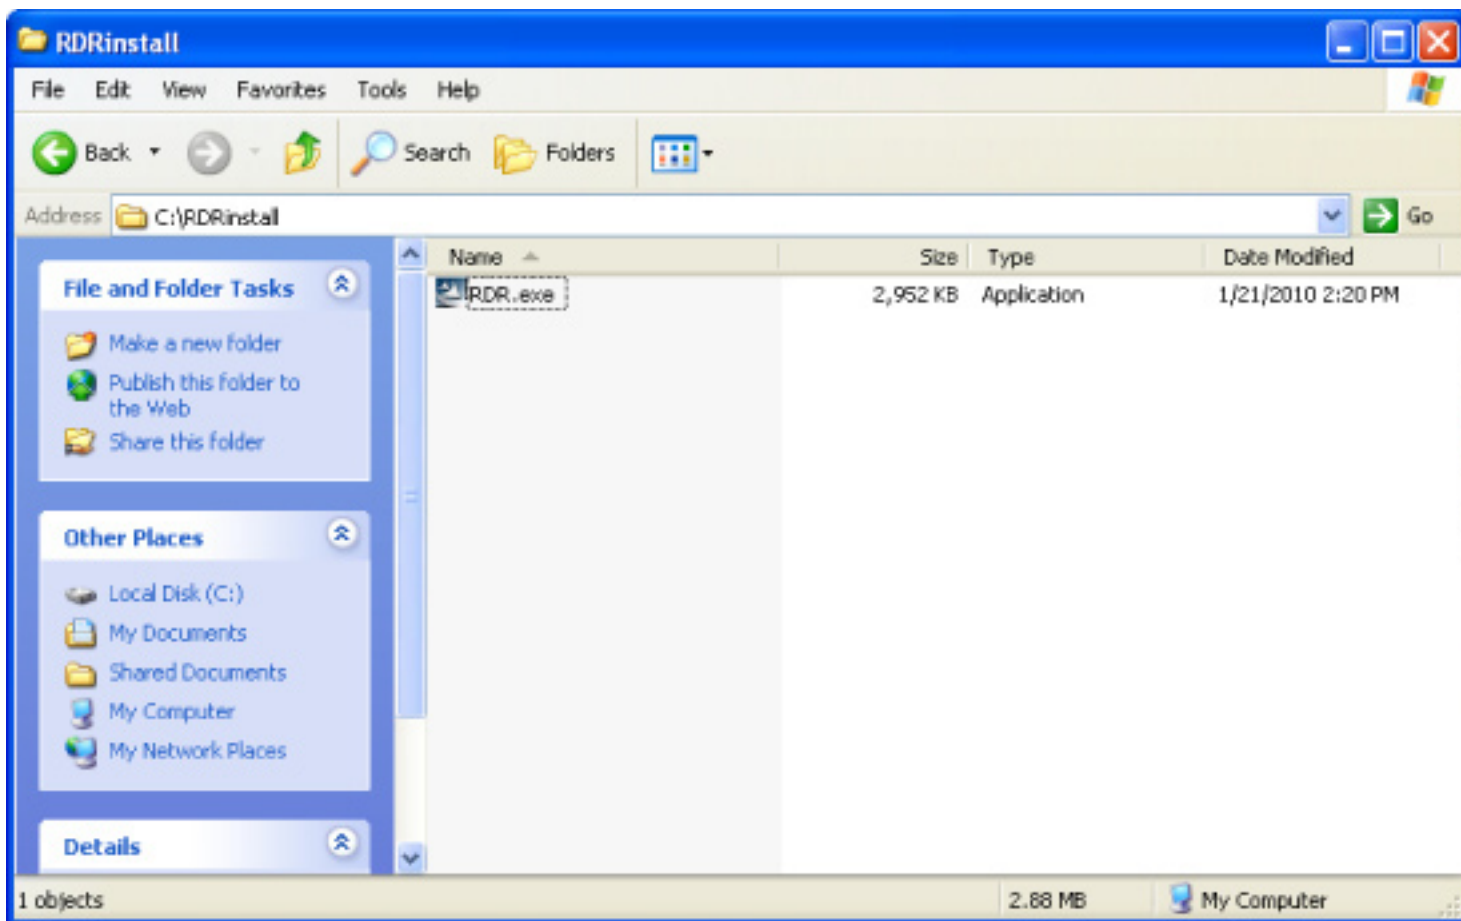 RDRinstall
File Edit View Favorites Tools Help
Back Search Folders
Address C:\RDRinstall Go
Name Size Type Date Modified
RDR.exe 2,952 KB Application 1/21/2010 2:20 PM
File and Folder Tasks
Make a new folder
Publish this folder to
the Web
Share this folder
Other Places
Local Disk (C:)
My Documents
Shared Documents
My Computer
My Network Places
Details
1 objects 2.88 MB My Computer